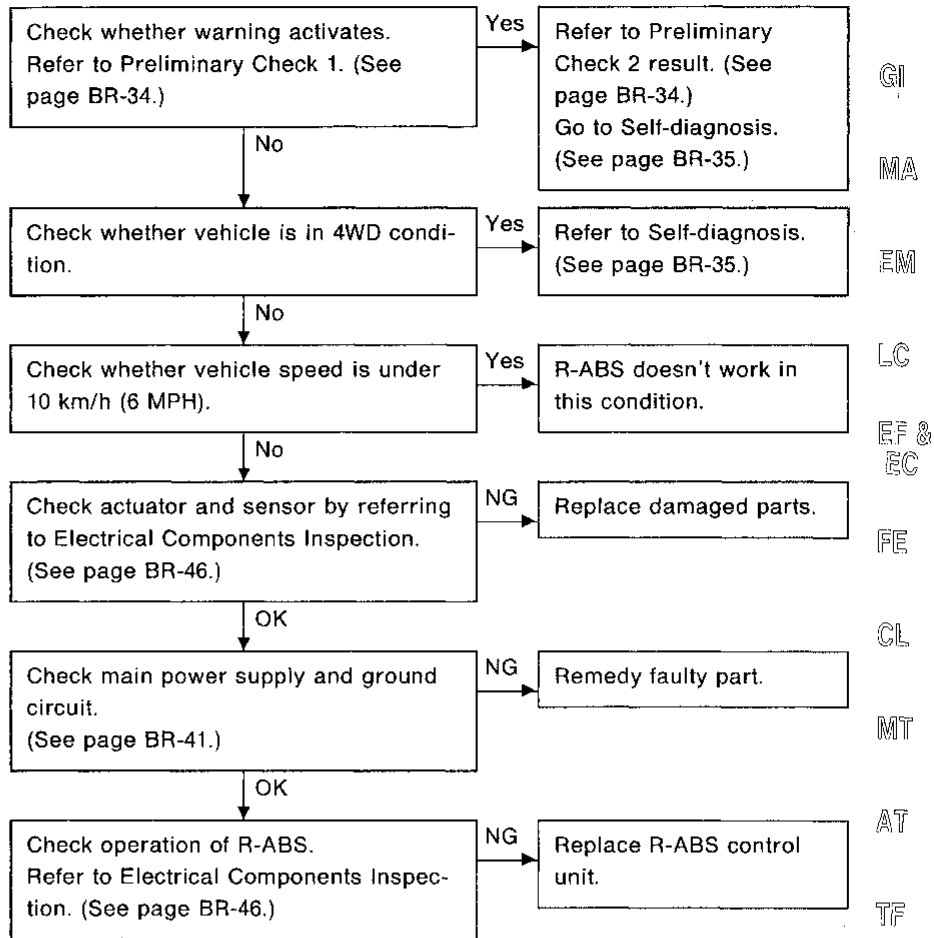 Check whether warning activates.
Refer to Preliminary Check 1. (See
page BR-34.)
Yes
Refer to Preliminary
Check 2 result. (See
page BR-34.)
Go to Self-diagnosis.
(See page BR-35.)
No
Check whether vehicle is in 4WD condi-
tion.
Yes
Refer to Self-diagnosis.
(See page BR-35.)
No
Check whether vehicle speed is under
10 km/h (6 MPH).
Yes
R-ABS doesn't work in
this condition.
No
Check actuator and sensor by referring
to Electrical Components Inspection.
(See page BR-46.)
NG
Replace damaged parts.
OK
Check main power supply and ground
circuit.
(See page BR-41.)
NG
Remedy faulty part.
OK
Check operation of R-ABS.
Refer to Electrical Components Inspec-
tion. (See page BR-46.)
NG
Replace R-ABS control
unit.
GI
MA
EM
LC
EF &
EC
FE
CL
MT
AT
TF